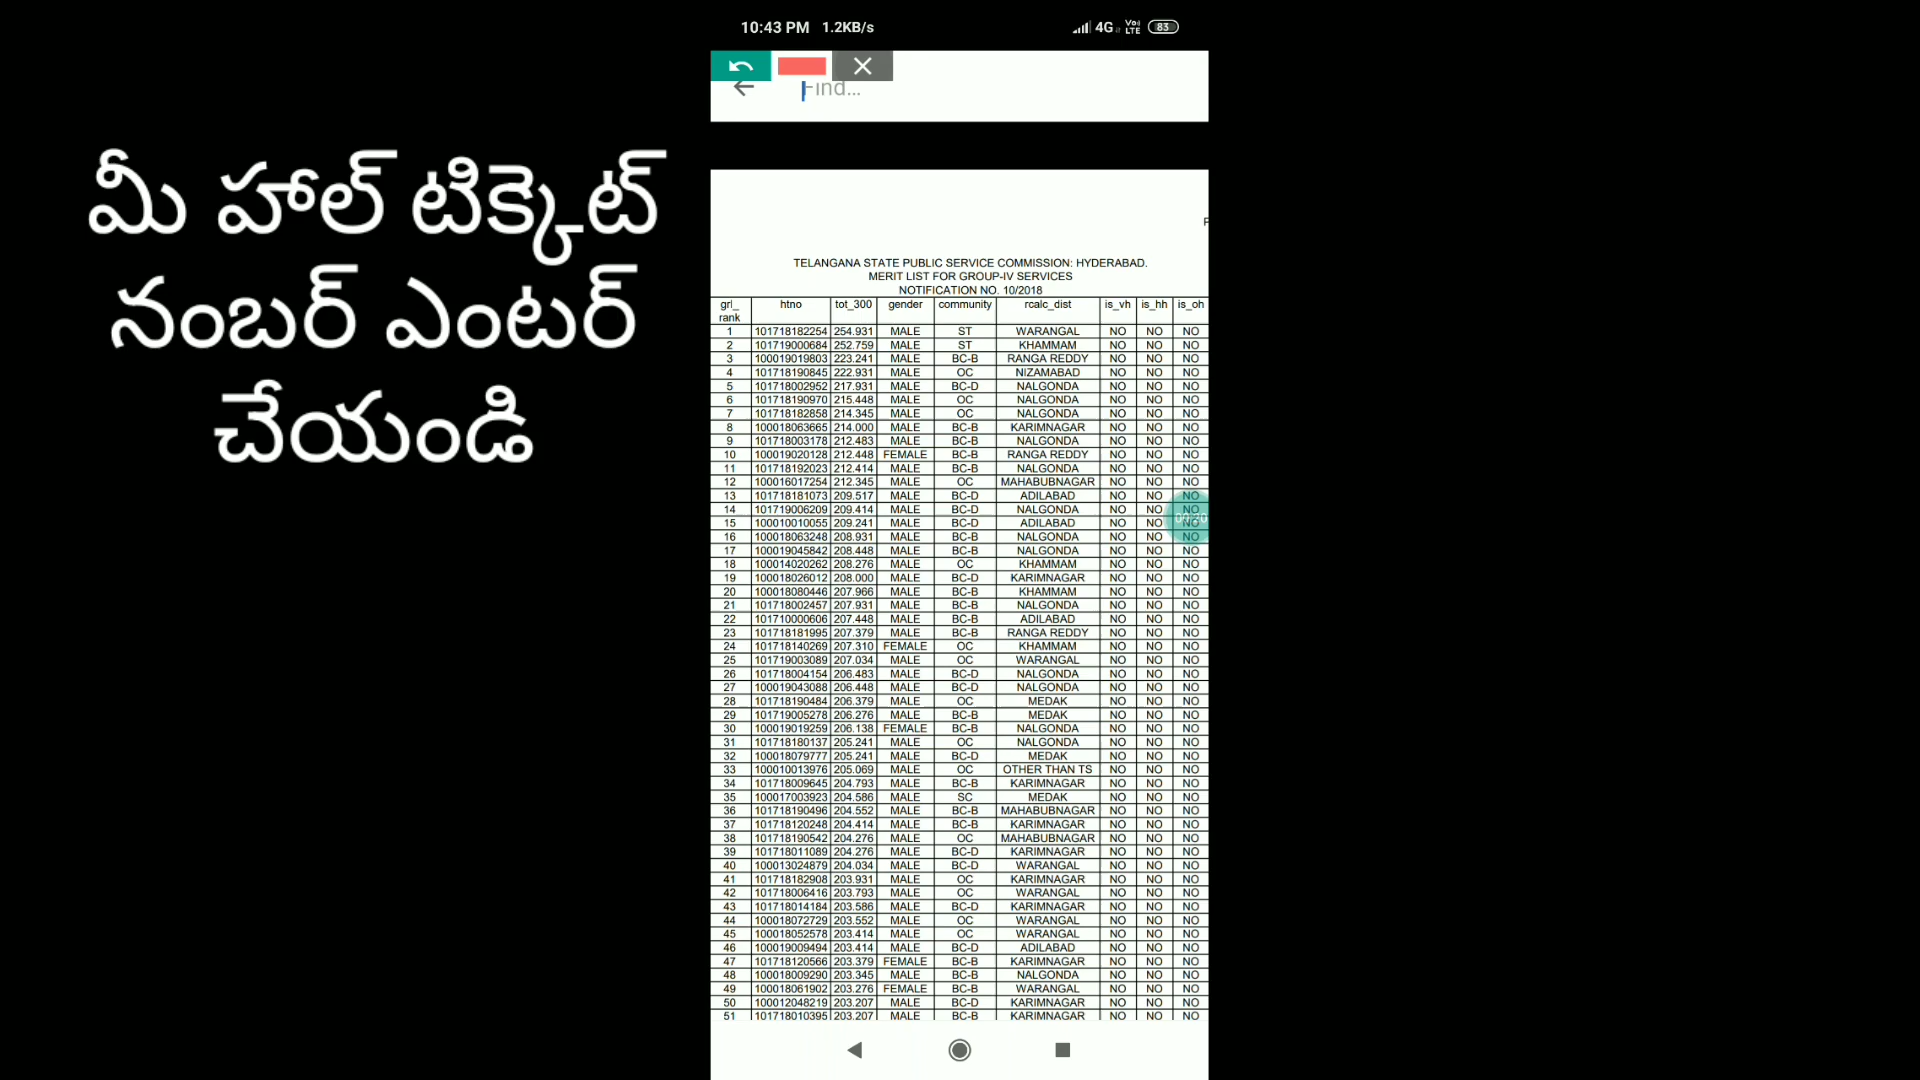 10:43 PM 1.2KB/s 4G Vo LTE 83
మీ హాల్ టిక్కెట్
నంబర్ ఎంటర్
చేయండి
Find...
TELANGANA STATE PUBLIC SERVICE COMMISSION: HYDERABAD.
MERIT LIST FOR GROUP-IV SERVICES
NOTIFICATION NO. 10/2018
grl_rank htno tot_300 gender community rcalc_dist is_vh is_hh is_oh
1 101718182254 254.931 MALE ST WARANGAL NO NO NO
2 101719000684 252.759 MALE ST KHAMMAM NO NO NO
3 100019019803 223.241 MALE BC-B RANGA REDDY NO NO NO
4 101718190845 222.931 MALE OC NIZAMABAD NO NO NO
5 101718002952 217.931 MALE BC-D NALGONDA NO NO NO
6 101718190970 215.448 MALE OC NALGONDA NO NO NO
7 101718182858 214.345 MALE OC NALGONDA NO NO NO
8 100018063665 214.000 MALE BC-B KARIMNAGAR NO NO NO
9 101718003178 212.483 MALE BC-B NALGONDA NO NO NO
10 100019020128 212.448 FEMALE BC-B RANGA REDDY NO NO NO
11 101718192023 212.414 MALE BC-B NALGONDA NO NO NO
12 100016017254 212.345 MALE OC MAHABUBNAGAR NO NO NO
13 101718181073 209.517 MALE BC-D ADILABAD NO NO NO
14 101719006209 209.414 MALE BC-D NALGONDA NO NO NO
15 100010010055 209.241 MALE BC-D ADILABAD NO NO NO
16 100018063248 208.931 MALE BC-B NALGONDA NO NO NO
17 100019045842 208.448 MALE BC-B NALGONDA NO NO NO
18 100014020262 208.276 MALE OC KHAMMAM NO NO NO
19 100018026012 208.000 MALE BC-D KARIMNAGAR NO NO NO
20 100018080446 207.966 MALE BC-B KHAMMAM NO NO NO
21 101718002457 207.931 MALE BC-B NALGONDA NO NO NO
22 101710000606 207.448 MALE BC-B ADILABAD NO NO NO
23 101718181995 207.379 MALE BC-B RANGA REDDY NO NO NO
24 101718140269 207.310 FEMALE OC KHAMMAM NO NO NO
25 101719003089 207.034 MALE OC WARANGAL NO NO NO
26 101718004154 206.483 MALE BC-D NALGONDA NO NO NO
27 100019043088 206.448 MALE BC-D NALGONDA NO NO NO
28 101718190484 206.379 MALE OC MEDAK NO NO NO
29 101719005278 206.276 MALE BC-B MEDAK NO NO NO
30 100019019259 206.138 FEMALE BC-B NALGONDA NO NO NO
31 101718180137 205.241 MALE OC NALGONDA NO NO NO
32 100018079777 205.241 MALE BC-D MEDAK NO NO NO
33 100010013976 205.069 MALE OC OTHER THAN TS NO NO NO
34 101718009645 204.793 MALE BC-B KARIMNAGAR NO NO NO
35 100017003923 204.586 MALE SC MEDAK NO NO NO
36 101718190496 204.552 MALE BC-B MAHABUBNAGAR NO NO NO
37 101718120248 204.414 MALE BC-B KARIMNAGAR NO NO NO
38 101718190542 204.276 MALE OC MAHABUBNAGAR NO NO NO
39 101718011089 204.276 MALE BC-D KARIMNAGAR NO NO NO
40 100013024879 204.034 MALE BC-D WARANGAL NO NO NO
41 101718182908 203.931 MALE OC KARIMNAGAR NO NO NO
42 101718006416 203.793 MALE OC WARANGAL NO NO NO
43 101718014184 203.586 MALE BC-D KARIMNAGAR NO NO NO
44 100018072729 203.552 MALE OC WARANGAL NO NO NO
45 100018052578 203.414 MALE OC WARANGAL NO NO NO
46 100019009494 203.414 MALE BC-D ADILABAD NO NO NO
47 101718120566 203.379 FEMALE BC-B KARIMNAGAR NO NO NO
48 100018009290 203.345 MALE BC-B NALGONDA NO NO NO
49 100018061902 203.276 FEMALE BC-B WARANGAL NO NO NO
50 100012048219 203.207 MALE BC-D KARIMNAGAR NO NO NO
51 101718010395 203.207 MALE BC-B KARIMNAGAR NO NO NO